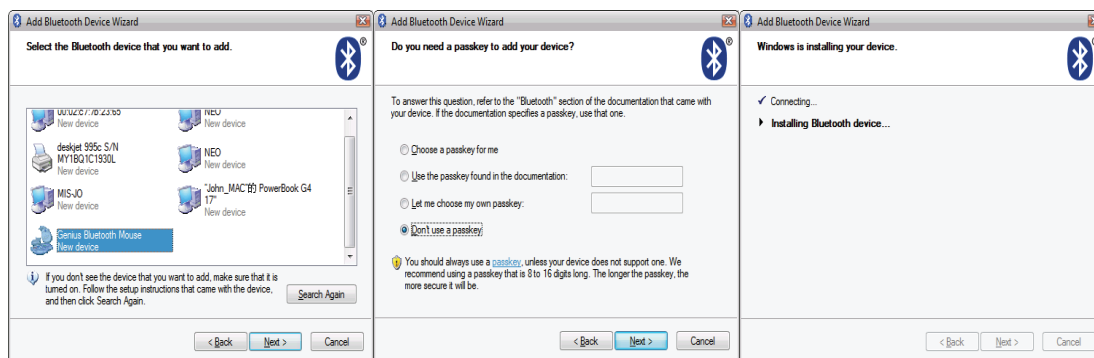 Add Bluetooth Device Wizard
Select the Bluetooth device that you want to add.
®
00:02:c7:7b:23:65
New device
NEO
New device
deskjet 995c S/N
MY1BQ1C1930L
New device
NEO
New device
MIS-JO
New device
"John_MAC"的 PowerBook G4
17"
New device
Genius Bluetooth Mouse
New device
If you don't see the device that you want to add, make sure that it is
turned on. Follow the setup instructions that came with the device,
and then click Search Again.
Search Again
< Back
Next >
Cancel
Add Bluetooth Device Wizard
Do you need a passkey to add your device?
®
To answer this question, refer to the "Bluetooth" section of the documentation that came with
your device. If the documentation specifies a passkey, use that one.
Choose a passkey for me
Use the passkey found in the documentation:
Let me choose my own passkey:
Don't use a passkey
You should always use a passkey, unless your device does not support one. We
recommend using a passkey that is 8 to 16 digits long. The longer the passkey, the
more secure it will be.
< Back
Next >
Cancel
Add Bluetooth Device Wizard
Windows is installing your device.
®
Connecting...
Installing Bluetooth device...
< Back
Next >
Cancel